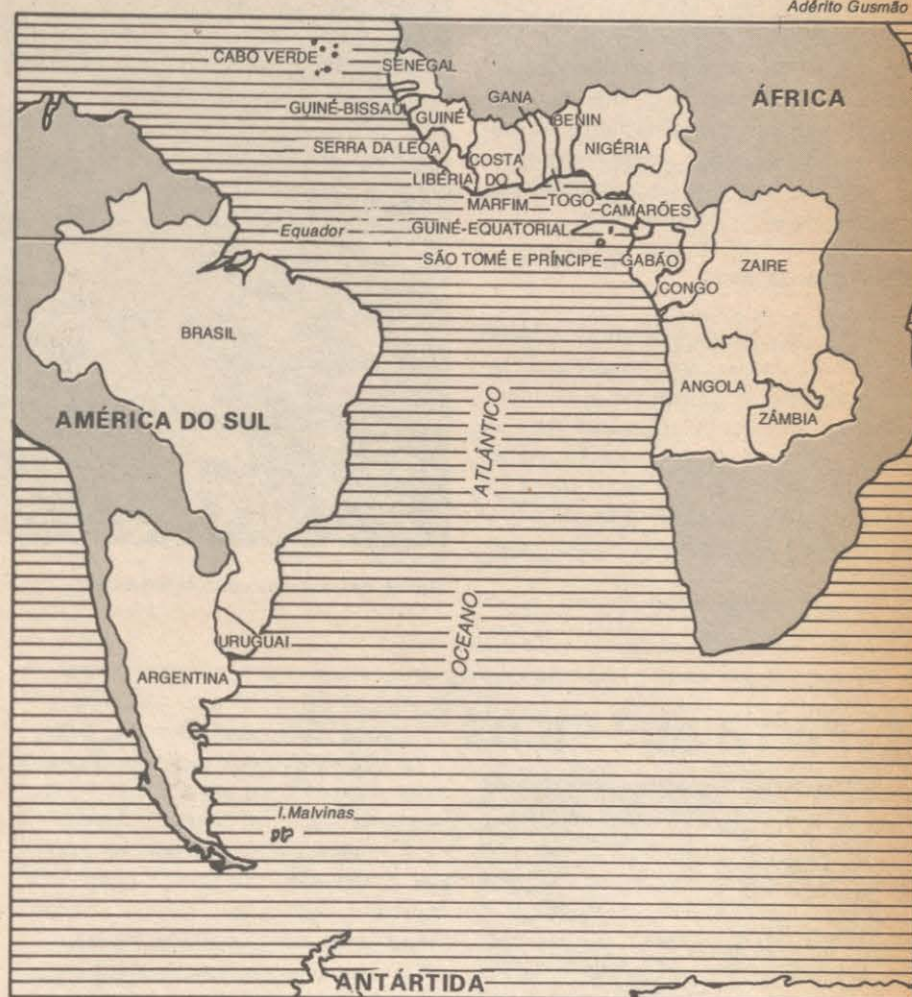 Adérito Gusmão
CABO VERDE
SENEGAL
GUINÉ-BISSAU
GUINÉ
GANA
BENIN
ÁFRICA
SERRA DA LEOA
COSTA
DO
MARFIM
NIGÉRIA
LIBÉRIA
TOGO
CAMARÕES
Equador
GUINÉ-EQUATORIAL
SÃO TOMÉ E PRÍNCIPE
GABÃO
ZAIRE
CONGO
BRASIL
ANGOLA
ZÂMBIA
AMÉRICA DO SUL
ATLÂNTICO
OCEANO
URUGUAI
ARGENTINA
I.Malvinas
ANTÁRTIDA